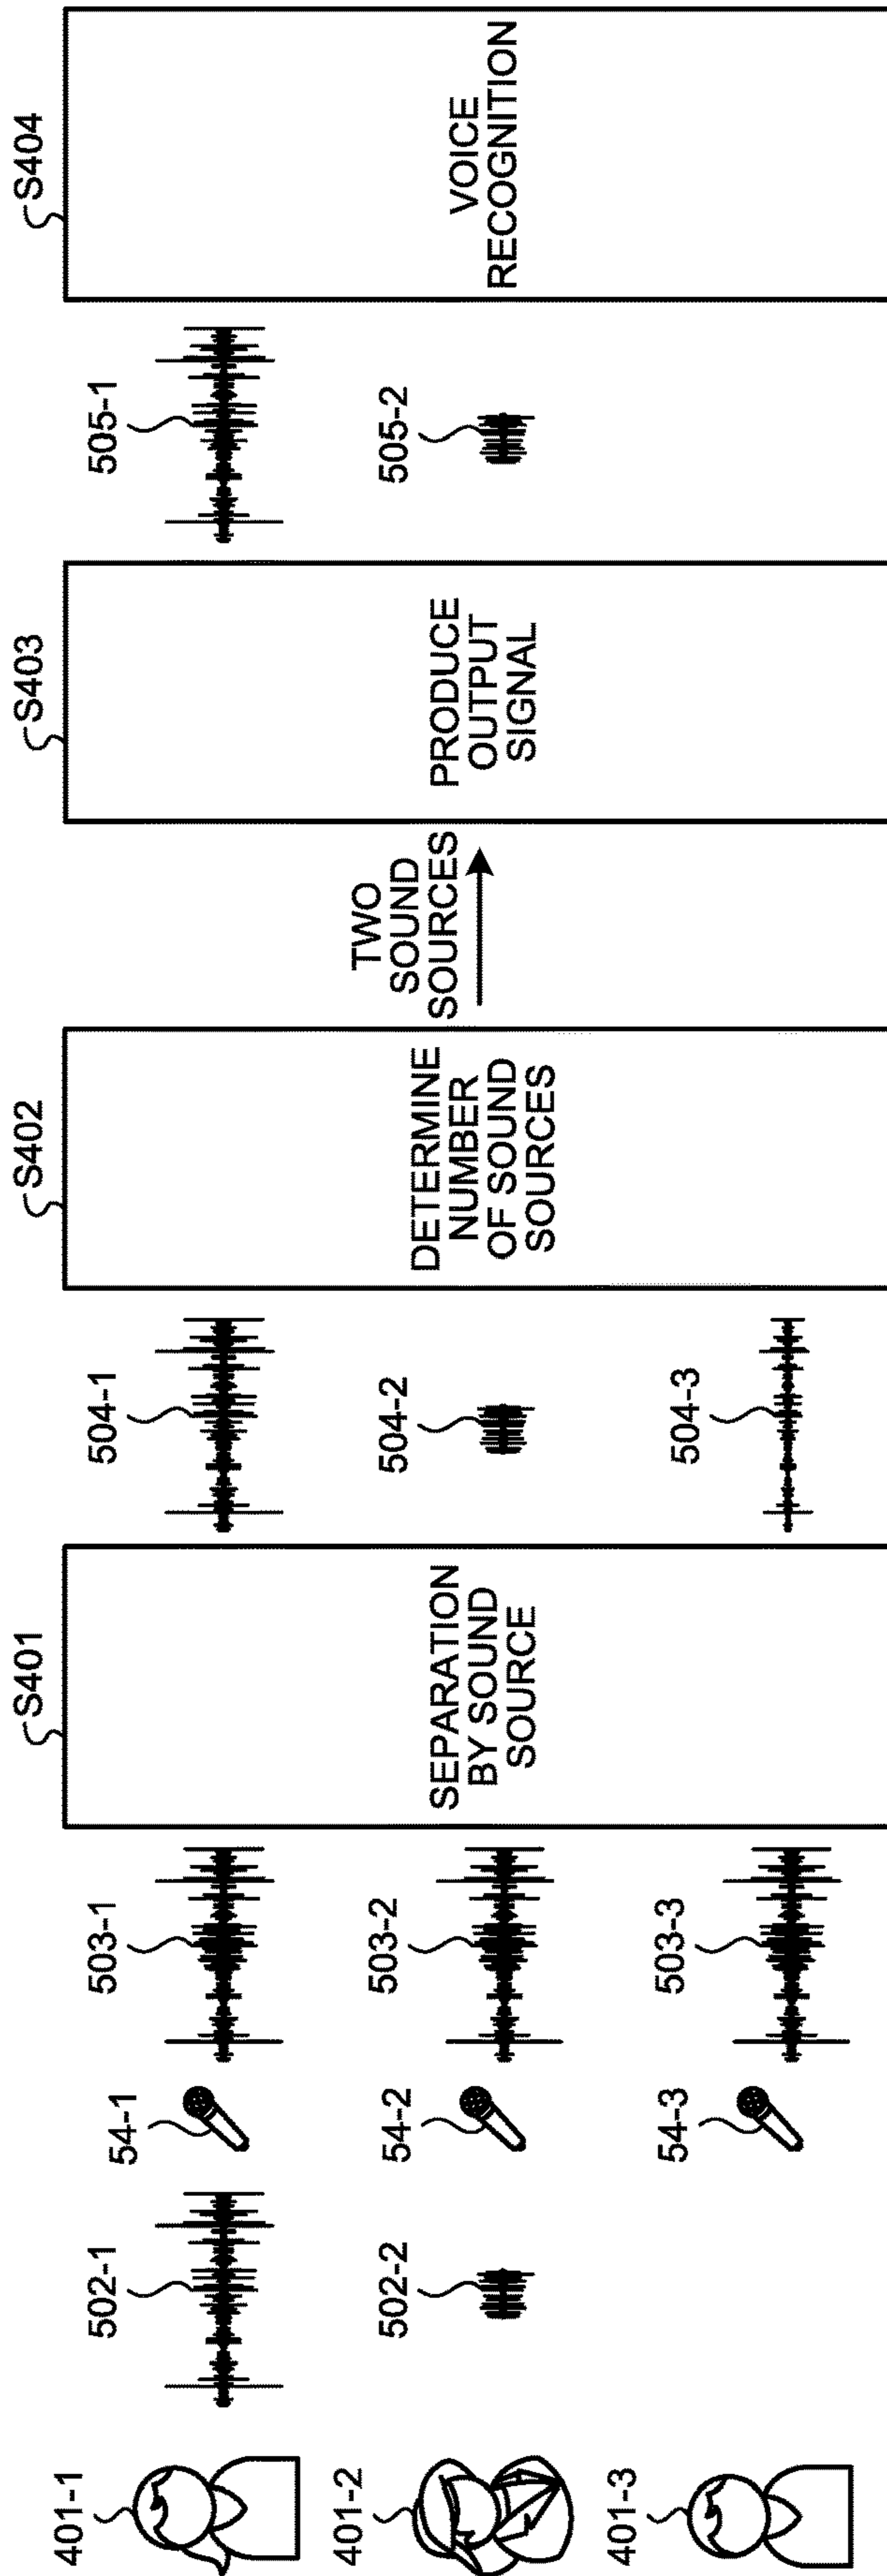 401-1
401-2
401-3
502-1
502-2
54-1
54-2
54-3
503-1
503-2
503-3
S401
SEPARATION
BY SOUND
SOURCE
504-1
504-2
504-3
S402
DETERMINE
NUMBER
OF SOUND
SOURCES
TWO
SOUND
SOURCES
S403
PRODUCE
OUTPUT
SIGNAL
505-1
505-2
S404
VOICE
RECOGNITION